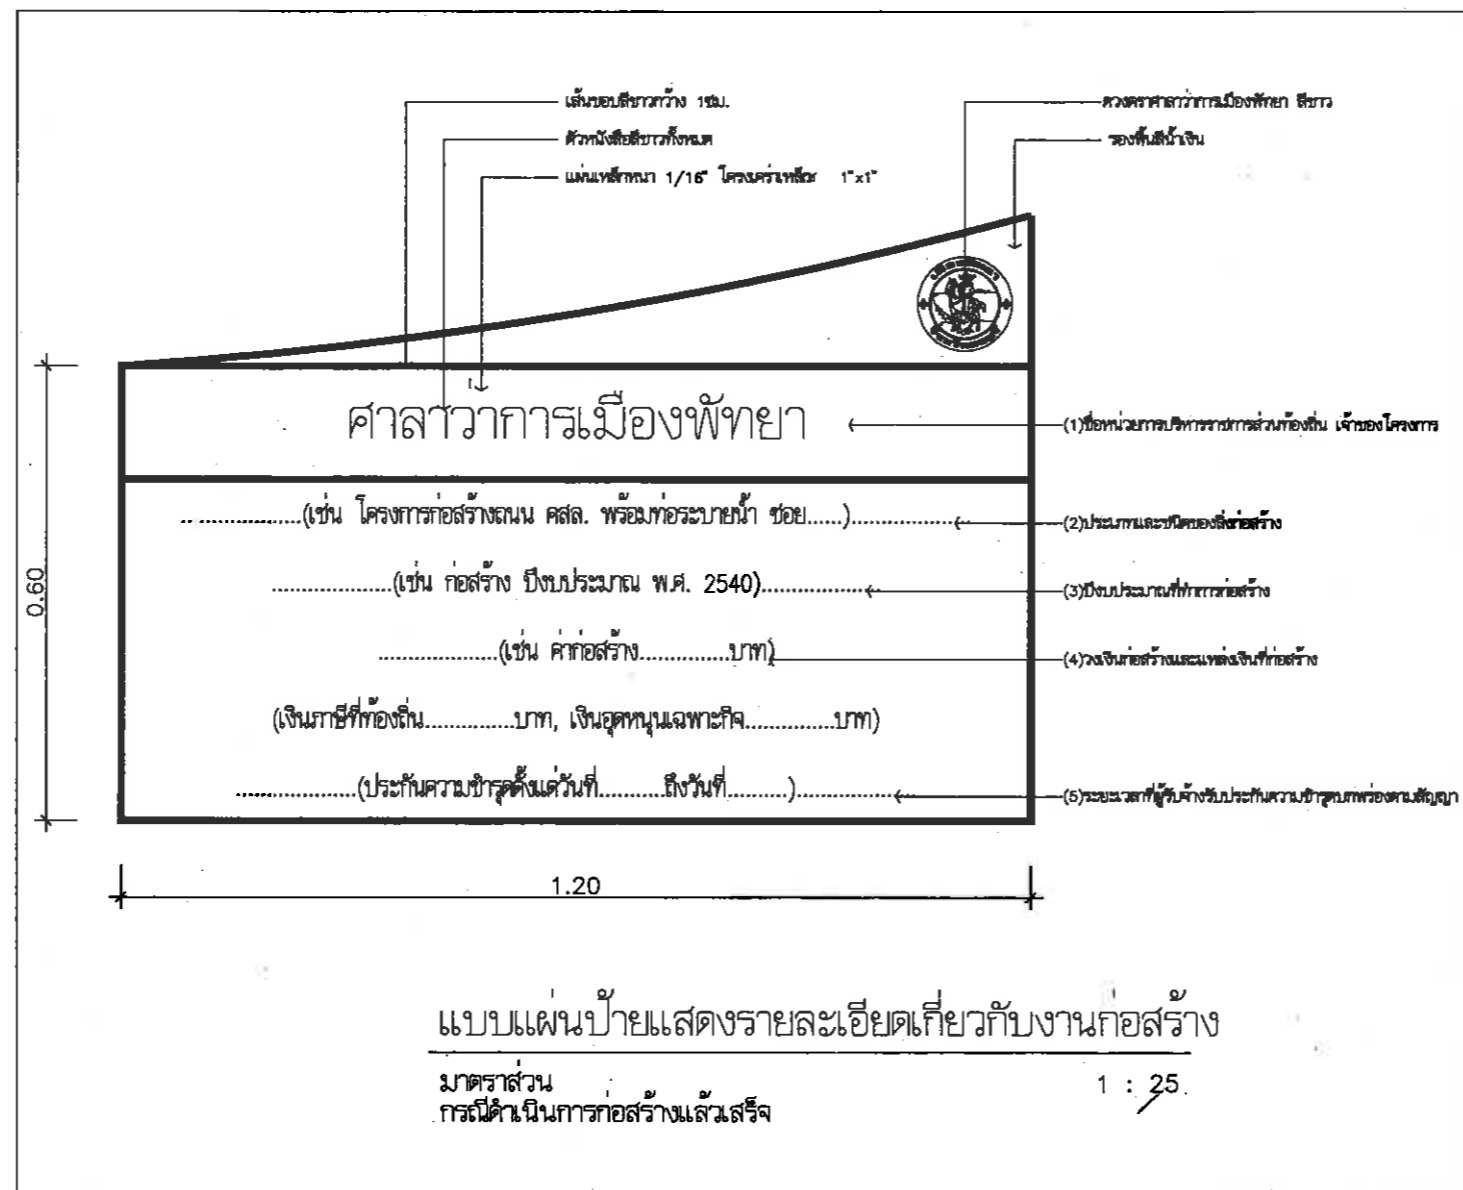 เส้นขอบสีขาวกว้าง 1ซม.
ตัวหนังสือสีขาวทั้งหมด
แผ่นเหล็กหนา 1/16" โครงเคร่าเหล็ก 1"x1"
ดวงตราศาลาว่าการเมืองพัทยา สีขาว
รองพื้นสีน้ำเงิน
ศาลาว่าการเมืองพัทยา
(1)ชื่อหน่วยการบริหารราชการส่วนท้องถิ่น เจ้าของโครงการ
....................(เช่น โครงการก่อสร้างถนน คสล. พร้อมท่อระบายน้ำ ซอย.....)..................
(2)ประเภทและชนิดของสิ่งก่อสร้าง
..................(เช่น ก่อสร้าง ปีงบประมาณ พ.ศ. 2540)..................
(3)ปีงบประมาณที่ทำการก่อสร้าง
..................(เช่น ค่าก่อสร้าง..............บาท)
(4)วงเงินก่อสร้างและแหล่งเงินที่ก่อสร้าง
(เงินภาษีที่ท้องถิ่น..............บาท, เงินอุดหนุนเฉพาะกิจ..............บาท)
..................(ประกันความชำรุดตั้งแต่วันที่..........ถึงวันที่.........)..................
(5)ระยะเวลาที่ผู้รับจ้างรับประกันความชำรุดบกพร่องตามสัญญา
0.60
1.20
แบบแผ่นป้ายแสดงรายละเอียดเกี่ยวกับงานก่อสร้าง
มาตราส่วน 1 : 25
กรณีดำเนินการก่อสร้างแล้วเสร็จ